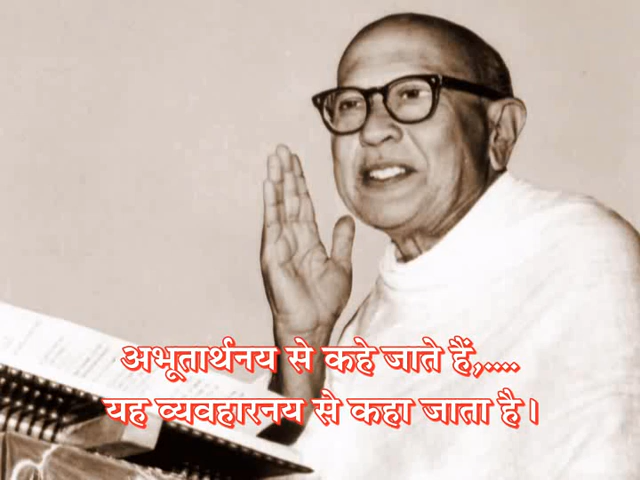 अभूतार्थनय से कहे जाते हैं,....
यह व्यवहारनय से कहा जाता है।